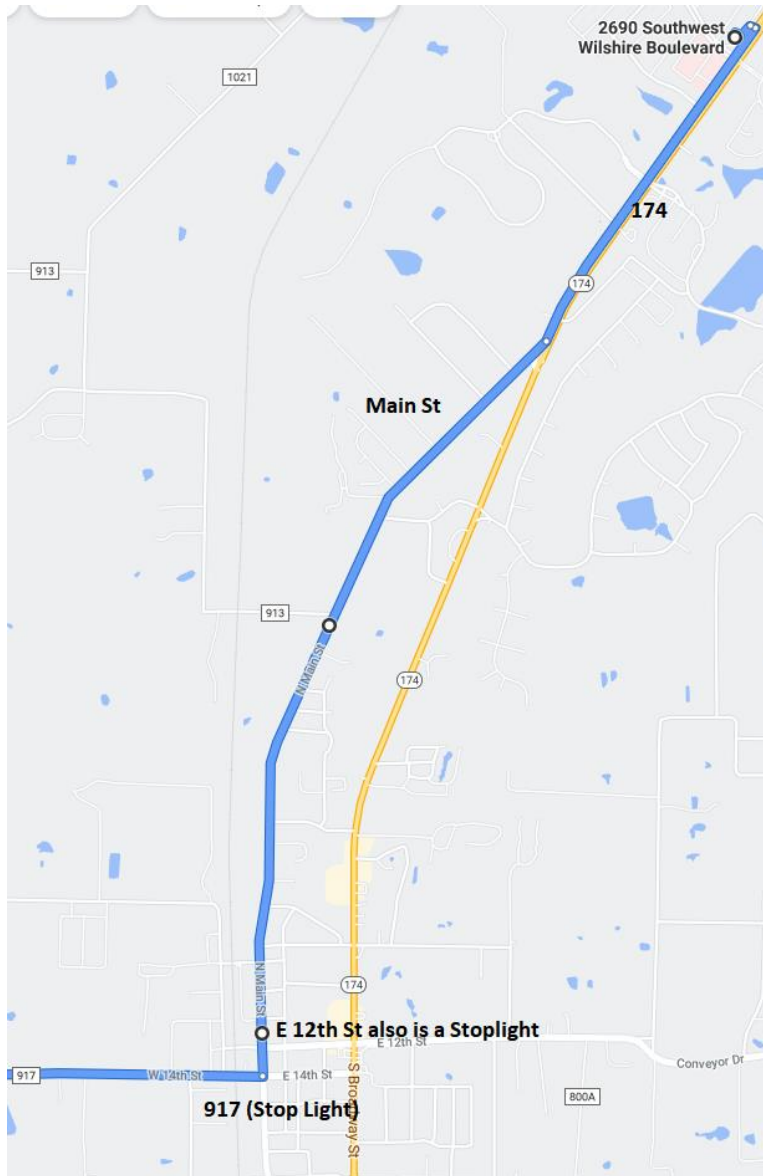 2690 Southwest
Wilshire Boulevard
1021
174
913
174
Main St
913
N Main St
174
174
N Main St
E 12th St also is a Stoplight
E 12th St
Conveyor Dr
917
W 14th St
E 14th St
S Broadway St
800A
917 (Stop Light)